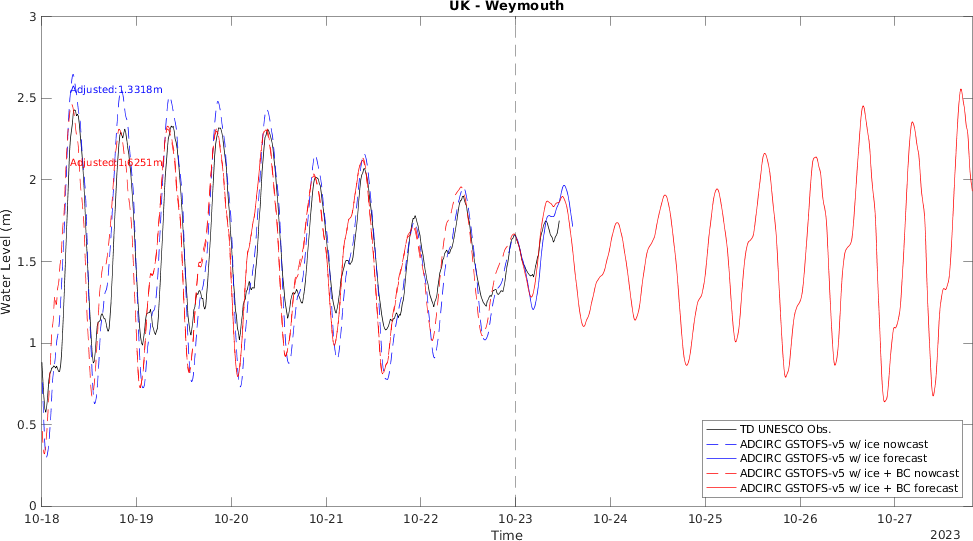 UK - Weymouth
3
2.5
2
1.5
1
0.5
0
Water Level (m)
Adjusted:1.3318m
Adjusted:1.6251m
TD UNESCO Obs.
ADCIRC GSTOFS-v5 w/ ice nowcast
ADCIRC GSTOFS-v5 w/ ice forecast
ADCIRC GSTOFS-v5 w/ ice + BC nowcast
ADCIRC GSTOFS-v5 w/ ice + BC forecast
10-18 10-19 10-20 10-21 10-22 10-23 10-24 10-25 10-26 10-27
Time
2023